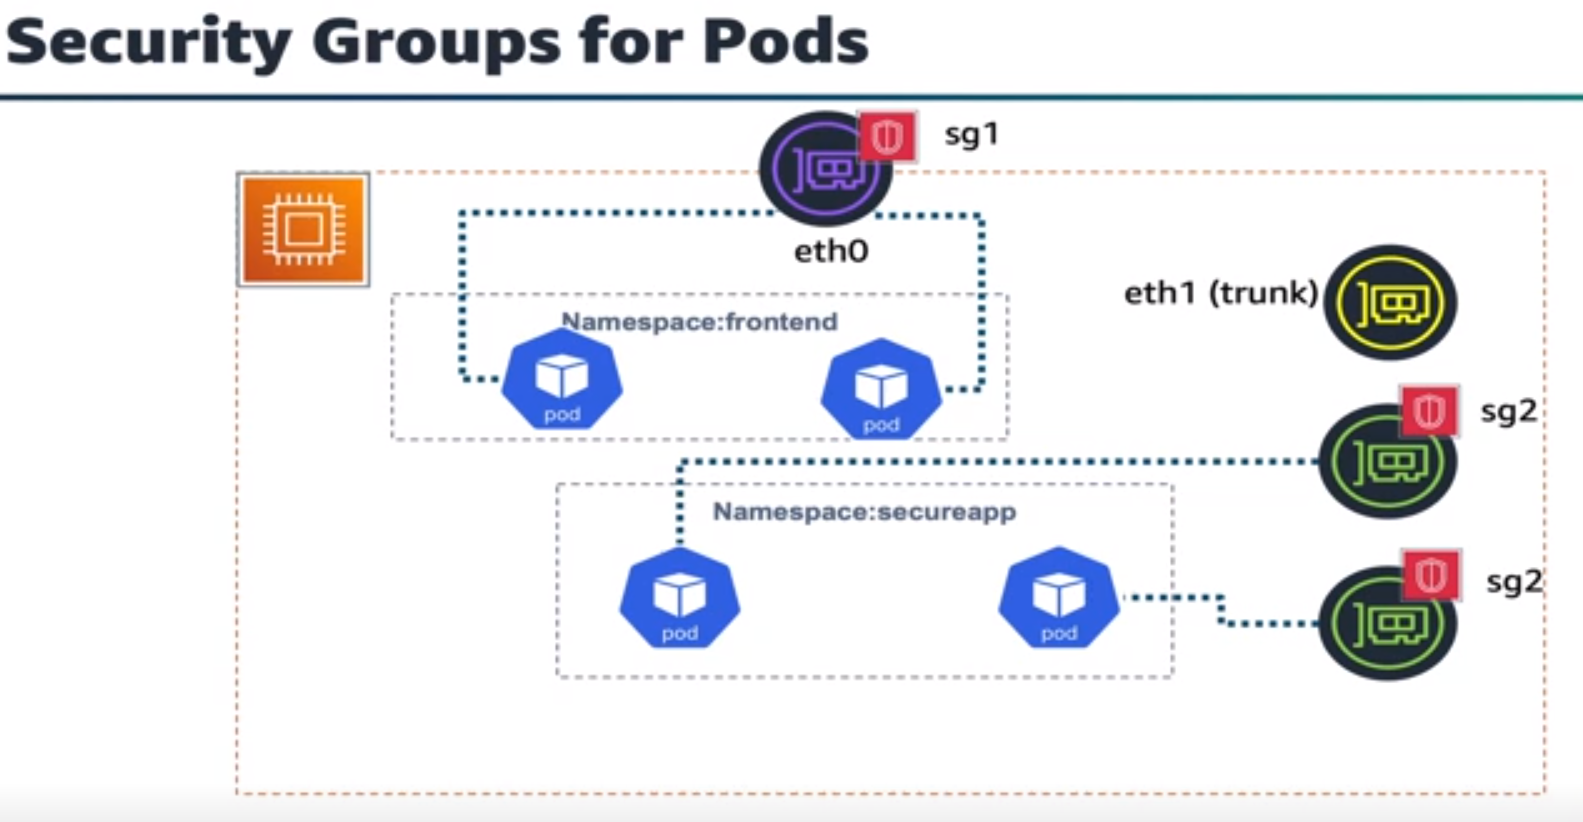 Security Groups for Pods
sg1
eth0
eth1 (trunk)
Namespace:frontend
pod
pod
sg2
Namespace:secureapp
pod
pod
sg2